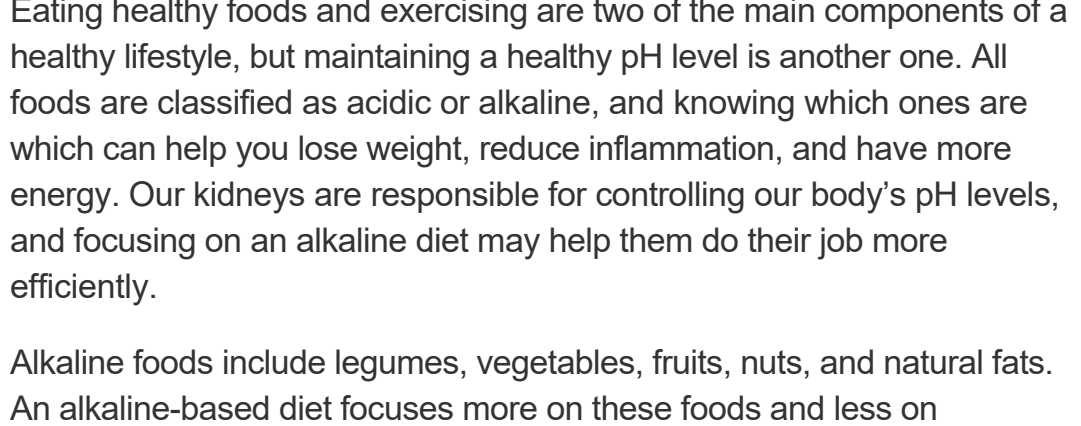 Eating healthy foods and exercising are two of the main components of a
healthy lifestyle, but maintaining a healthy pH level is another one. All
foods are classified as acidic or alkaline, and knowing which ones are
which can help you lose weight, reduce inflammation, and have more
energy. Our kidneys are responsible for controlling our body’s pH levels,
and focusing on an alkaline diet may help them do their job more
efficiently.
Alkaline foods include legumes, vegetables, fruits, nuts, and natural fats.
An alkaline-based diet focuses more on these foods and less on